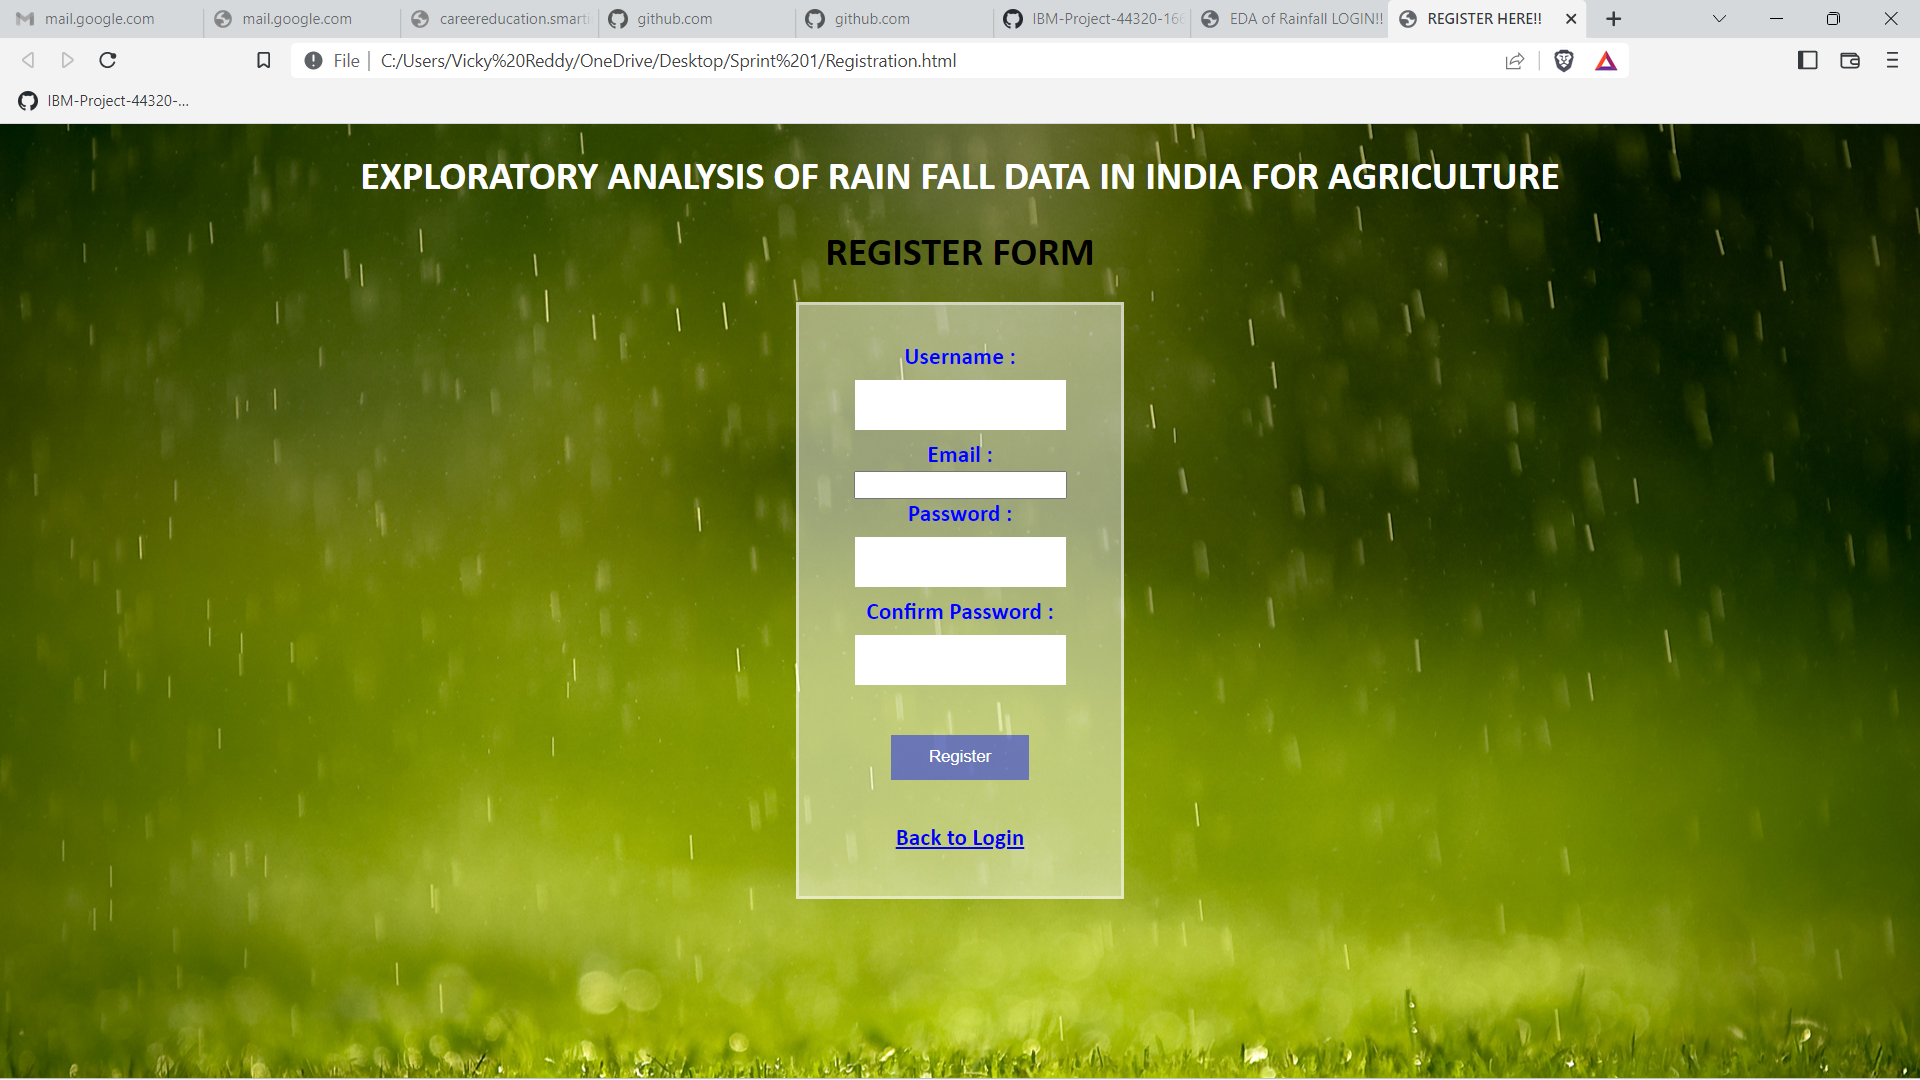 mail.google.com
mail.google.com
careereducation.smarti
github.com
github.com
IBM-Project-44320-166
EDA of Rainfall LOGIN!!
REGISTER HERE!!
File
C:/Users/Vicky%20Reddy/OneDrive/Desktop/Sprint%201/Registration.html
IBM-Project-44320-...
EXPLORATORY ANALYSIS OF RAIN FALL DATA IN INDIA FOR AGRICULTURE
REGISTER FORM
Username :
Email :
Password :
Confirm Password :
Register
Back to Login